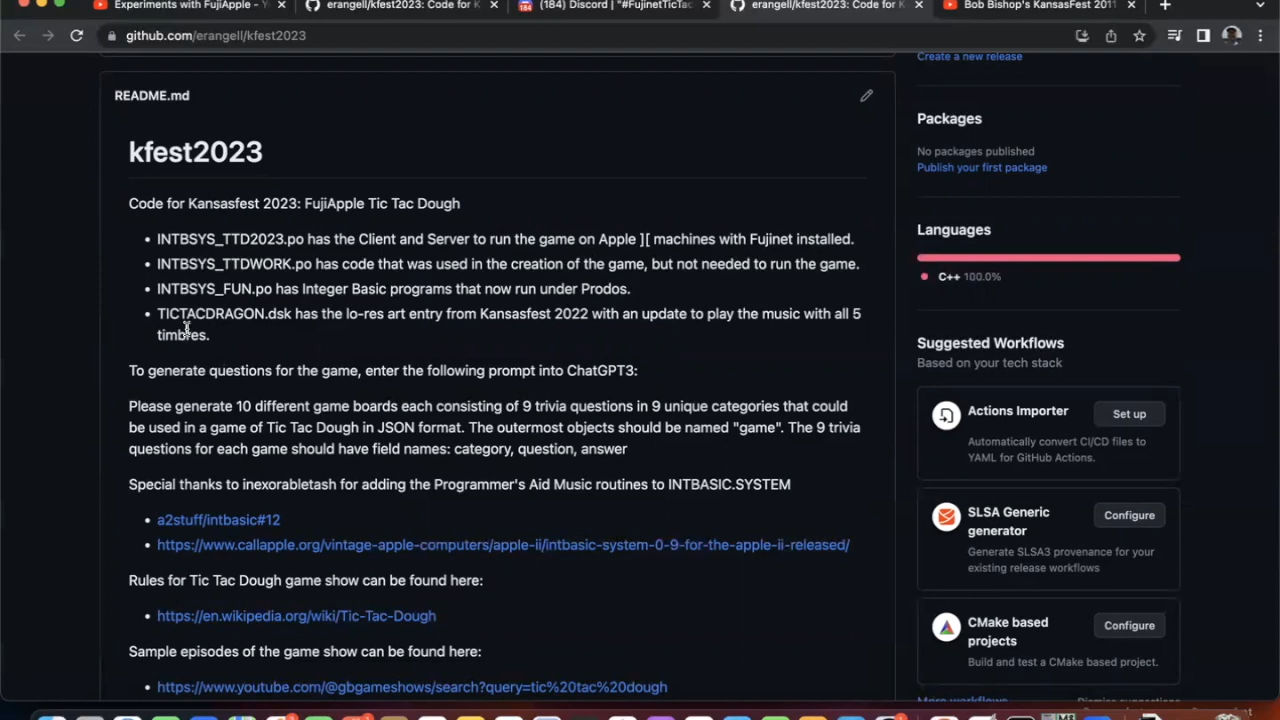 Experiments with FujiApple - Y
erangell/kfest2023: Code for K
(184) Discord | "#FujinetTicTac
erangell/kfest2023: Code for K
Bob Bishop's KansasFest 2011
github.com/erangell/kfest2023
Create a new release
README.md
kfest2023
Code for Kansasfest 2023: FujiApple Tic Tac Dough
• INTBSYS_TTD2023.po has the Client and Server to run the game on Apple ][ machines with Fujinet installed.
• INTBSYS_TTDWORK.po has code that was used in the creation of the game, but not needed to run the game.
• INTBSYS_FUN.po has Integer Basic programs that now run under Prodos.
• TICTACDRAGON.dsk has the lo-res art entry from Kansasfest 2022 with an update to play the music with all 5
timbres.
To generate questions for the game, enter the following prompt into ChatGPT3:
Please generate 10 different game boards each consisting of 9 trivia questions in 9 unique categories that could
be used in a game of Tic Tac Dough in JSON format. The outermost objects should be named "game". The 9 trivia
questions for each game should have field names: category, question, answer
Special thanks to inexorabletash for adding the Programmer's Aid Music routines to INTBASIC.SYSTEM
• a2stuff/intbasic#12
• https://www.callapple.org/vintage-apple-computers/apple-ii/intbasic-system-0-9-for-the-apple-ii-released/
Rules for Tic Tac Dough game show can be found here:
• https://en.wikipedia.org/wiki/Tic-Tac-Dough
Sample episodes of the game show can be found here:
• https://www.youtube.com/@gbgameshows/search?query=tic%20tac%20dough
Packages
No packages published
Publish your first package
Languages
C++ 100.0%
Suggested Workflows
Based on your tech stack
Actions Importer
Set up
Automatically convert CI/CD files to
YAML for GitHub Actions.
SLSA Generic
generator
Configure
Generate SLSA3 provenance for your
existing release workflows
CMake based
projects
Configure
Build and test a CMake based project.
More workflows
Dismiss suggestions